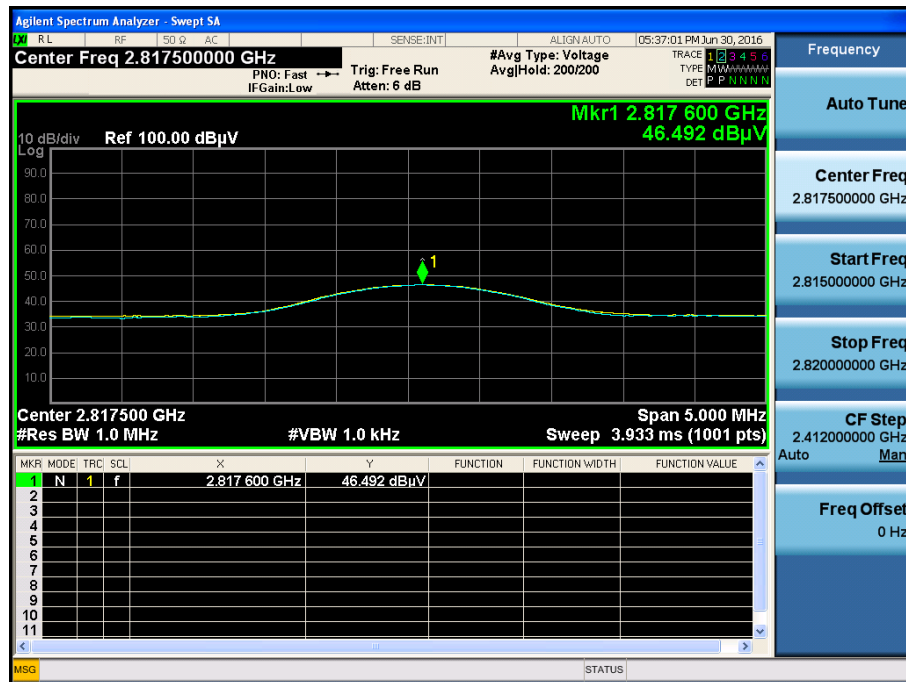 Agilent Spectrum Analyzer - Swept SA
LXI RL RF 50 Ω AC SENSE:INT ALIGN AUTO 05:37:01 PM Jun 30, 2016
Center Freq 2.817500000 GHz
PNO: Fast
IFGain:Low
Trig: Free Run
Atten: 6 dB
#Avg Type: Voltage
Avg|Hold: 200/200
TRACE 1 2 3 4 5 6
TYPE M W W W W W
DET P P N N N N
Mkr1 2.817 600 GHz
46.492 dBµV
10 dB/div Ref 100.00 dBµV
Log
90.0
80.0
70.0
60.0
1
50.0
40.0
30.0
20.0
10.0
Center 2.817500 GHz Span 5.000 MHz
#Res BW 1.0 MHz #VBW 1.0 kHz Sweep 3.933 ms (1001 pts)
MKR MODE TRC SCL X Y FUNCTION FUNCTION WIDTH FUNCTION VALUE
1 N 1 f 2.817 600 GHz 46.492 dBµV
2
3
4
5
6
7
8
9
10
11
MSG STATUS
Frequency
Auto Tune
Center Freq
2.817500000 GHz
Start Freq
2.815000000 GHz
Stop Freq
2.820000000 GHz
CF Step
2.412000000 GHz
Auto Man
Freq Offset
0 Hz